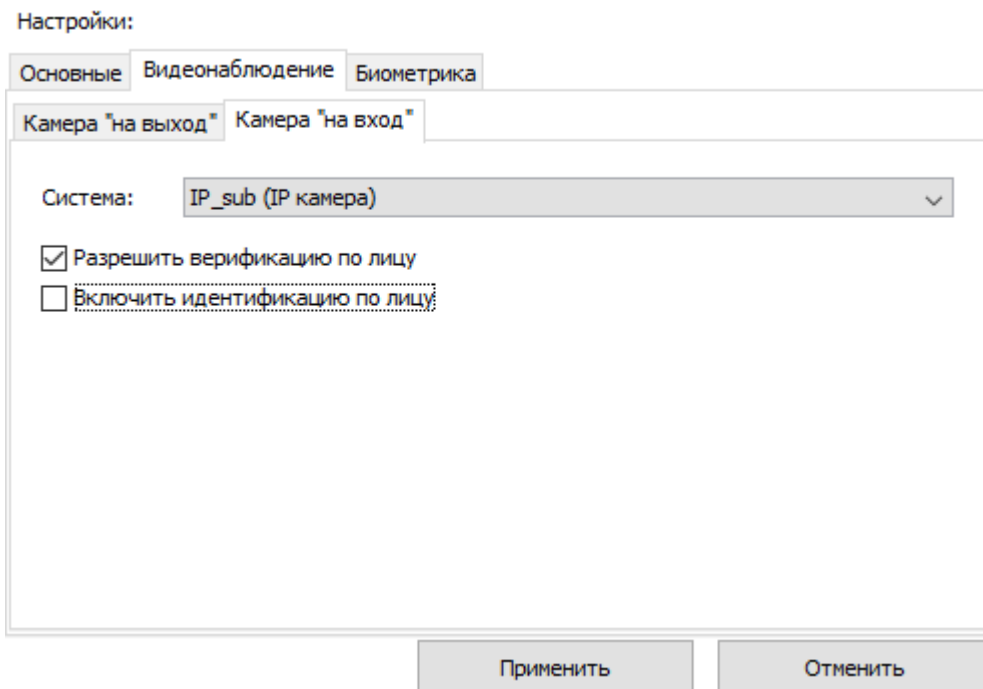 Настройки:
Основные Видеонаблюдение Биометрика
Камера "на выход" Камера "на вход"
Система: IP_sub (IP камера)
Разрешить верификацию по лицу
Включить идентификацию по лицу
Применить Отменить